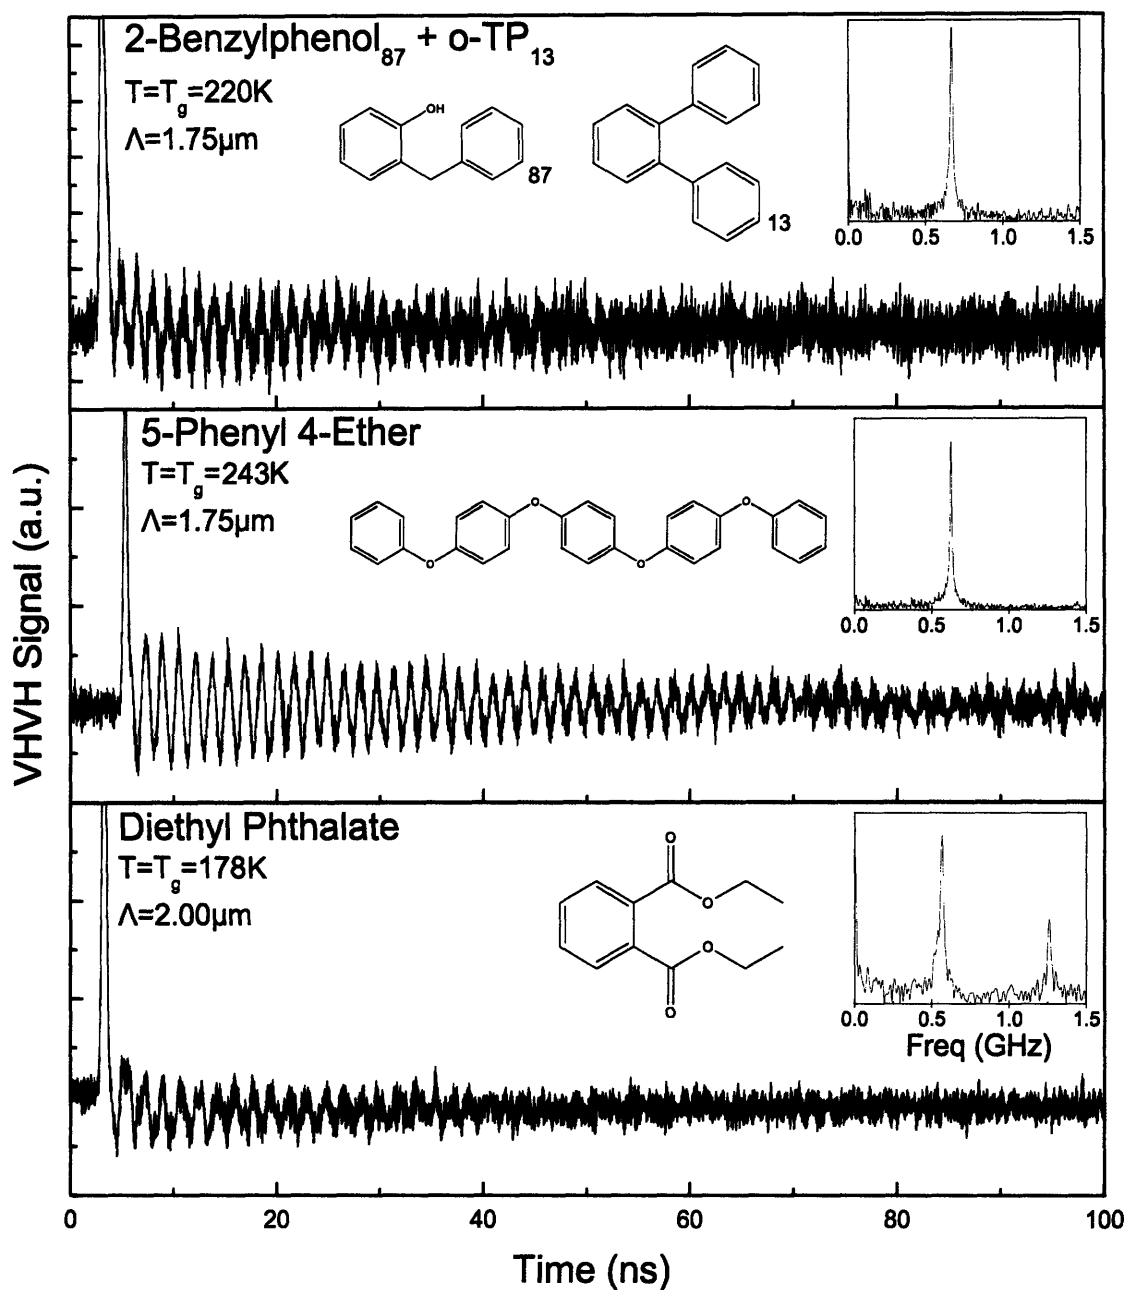 2-Benzylphenol₈₇ + o-TP₁₃
T=T_g=220K
Λ=1.75µm
OH
87
13
0.0 0.5 1.0 1.5
5-Phenyl 4-Ether
T=T_g=243K
Λ=1.75µm
O O
O O
0.0 0.5 1.0 1.5
VHVH Signal (a.u.)
Diethyl Phthalate
T=T_g=178K
Λ=2.00µm
O
O
O
O
0.0 0.5 1.0 1.5
Freq (GHz)
0 20 40 60 80 100
Time (ns)